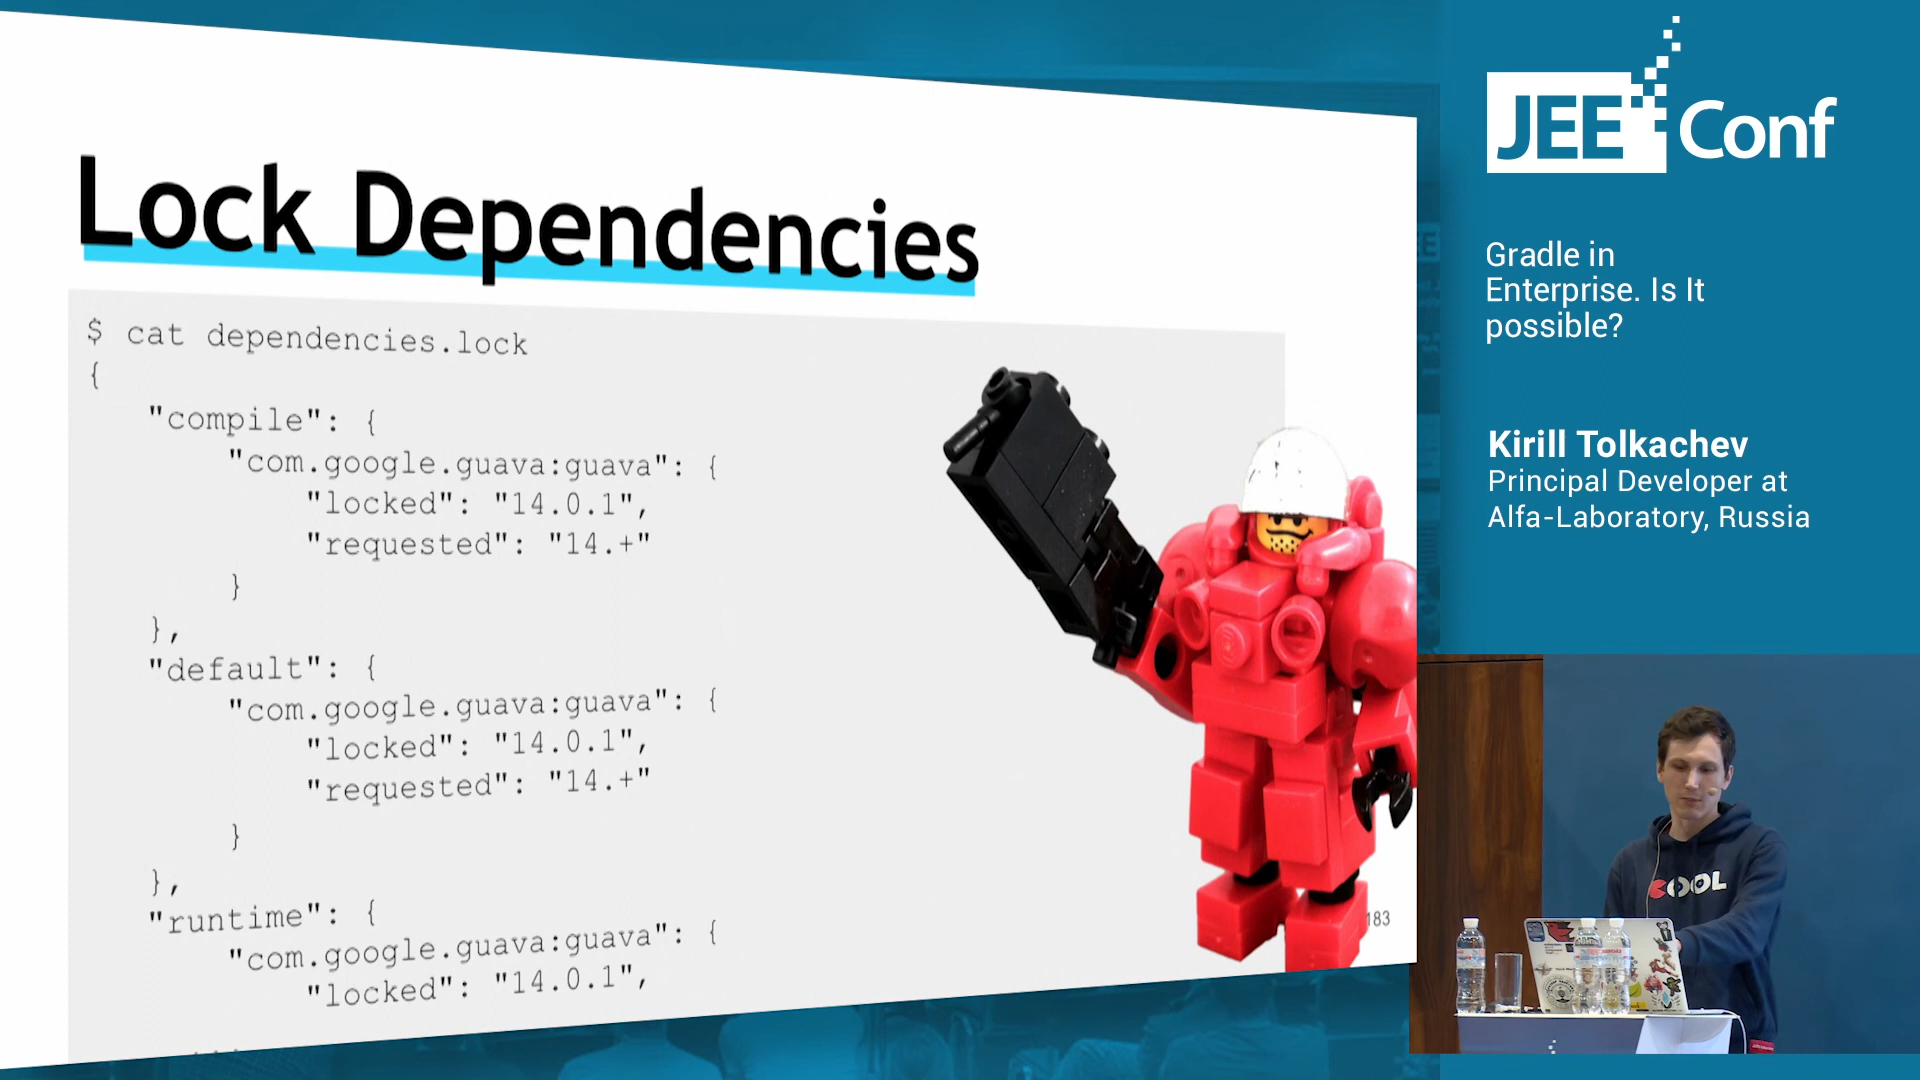 Lock Dependencies
$ cat dependencies.lock
{
"compile": {
"com.google.guava:guava": {
"locked": "14.0.1",
"requested": "14.+"
}
},
"default": {
"com.google.guava:guava": {
"locked": "14.0.1",
"requested": "14.+"
}
},
"runtime": {
"com.google.guava:guava": {
"locked": "14.0.1",
183
JEE Conf
Gradle in
Enterprise. Is It
possible?
Kirill Tolkachev
Principal Developer at
Alfa-Laboratory, Russia
COOL